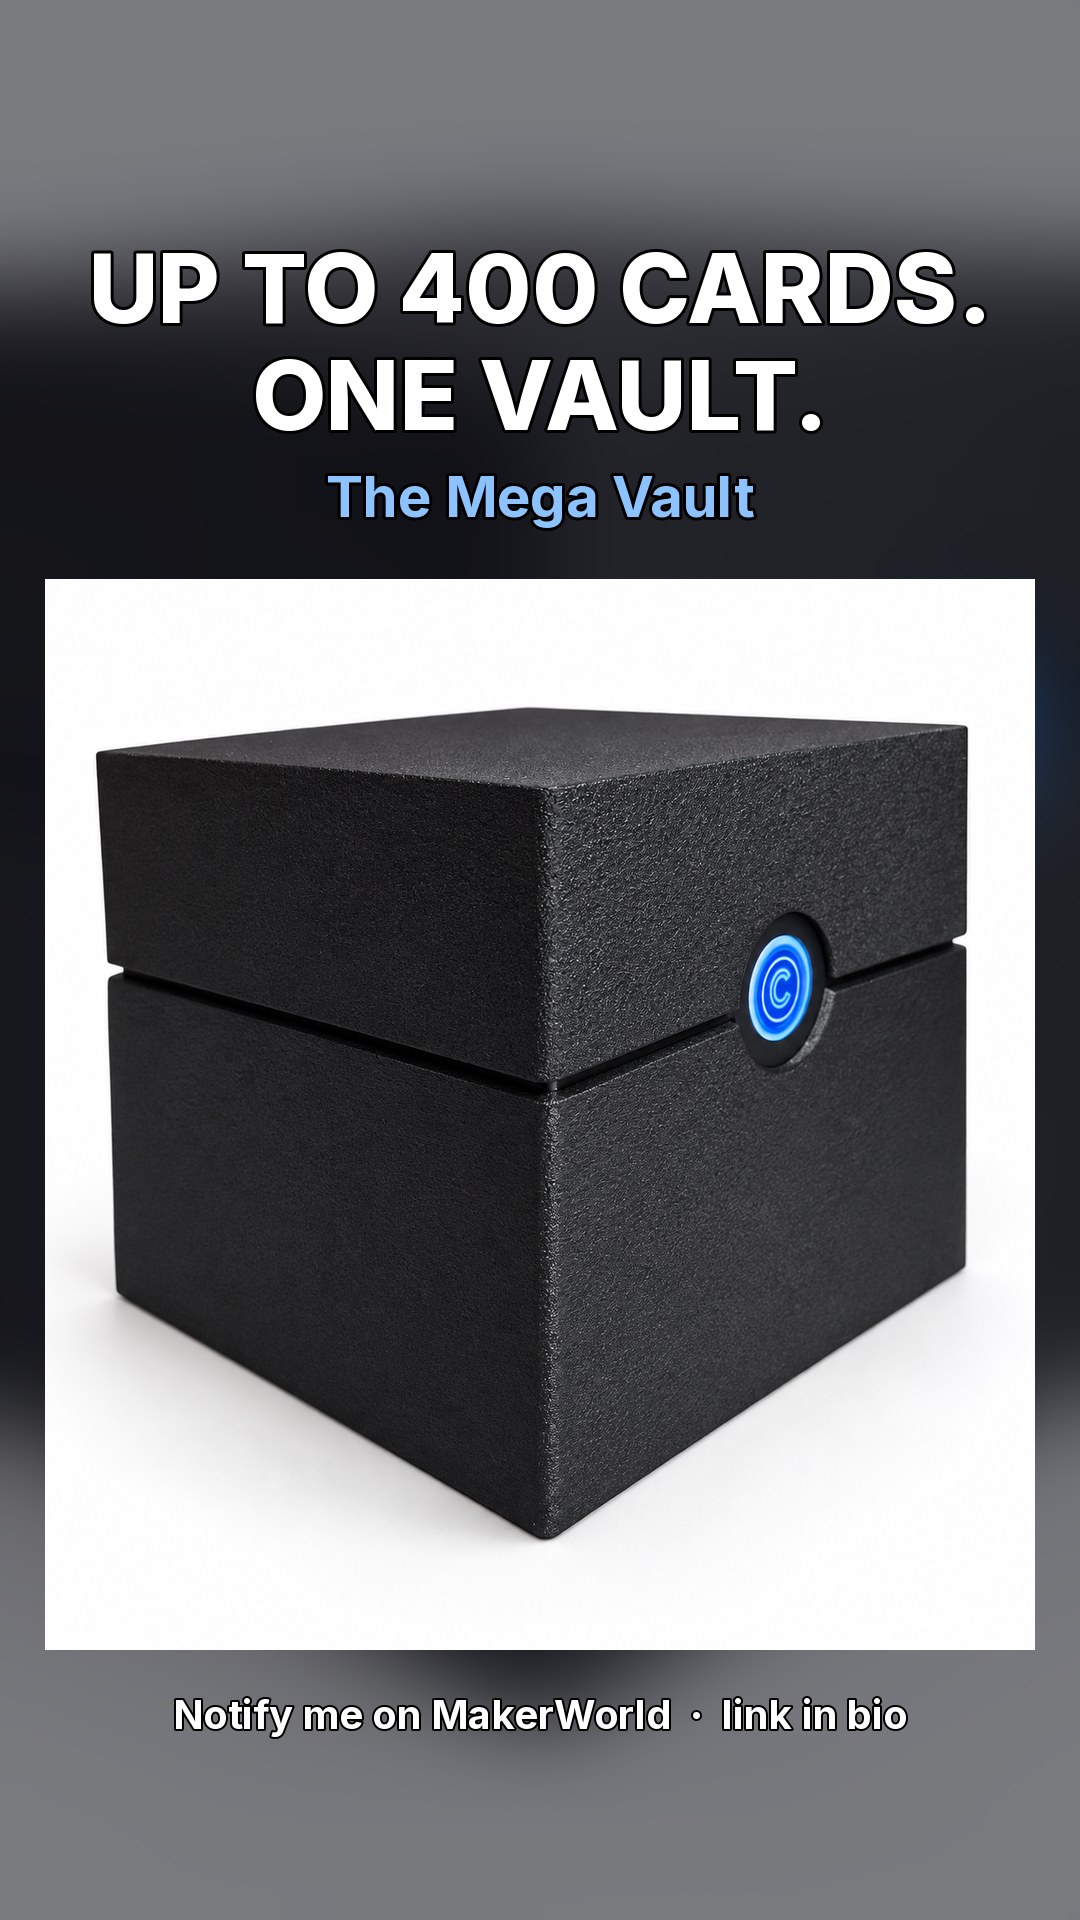 UP TO 400 CARDS.
ONE VAULT.
The Mega Vault
C
Notify me on MakerWorld · link in bio